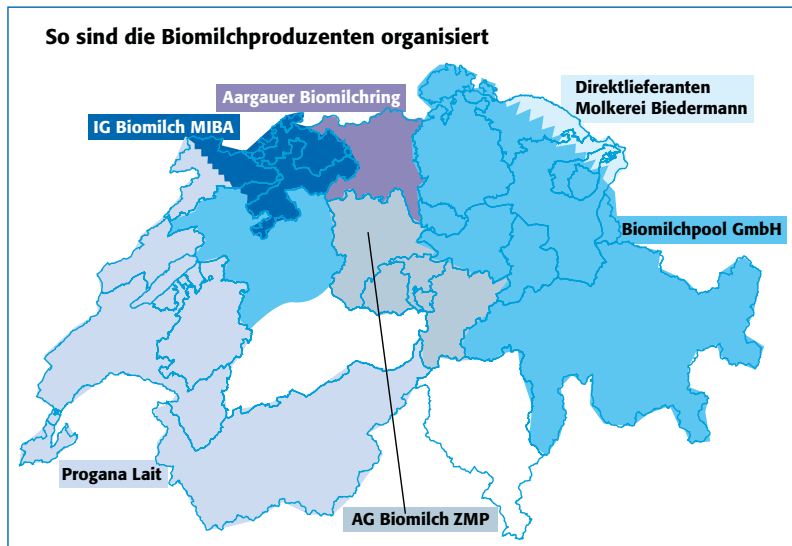 So sind die Biomilchproduzenten organisiert
Direktlieferanten
Molkerei Biedermann
Aargauer Biomilchring
IG Biomilch MIBA
Biomilchpool GmbH
Progana Lait
AG Biomilch ZMP